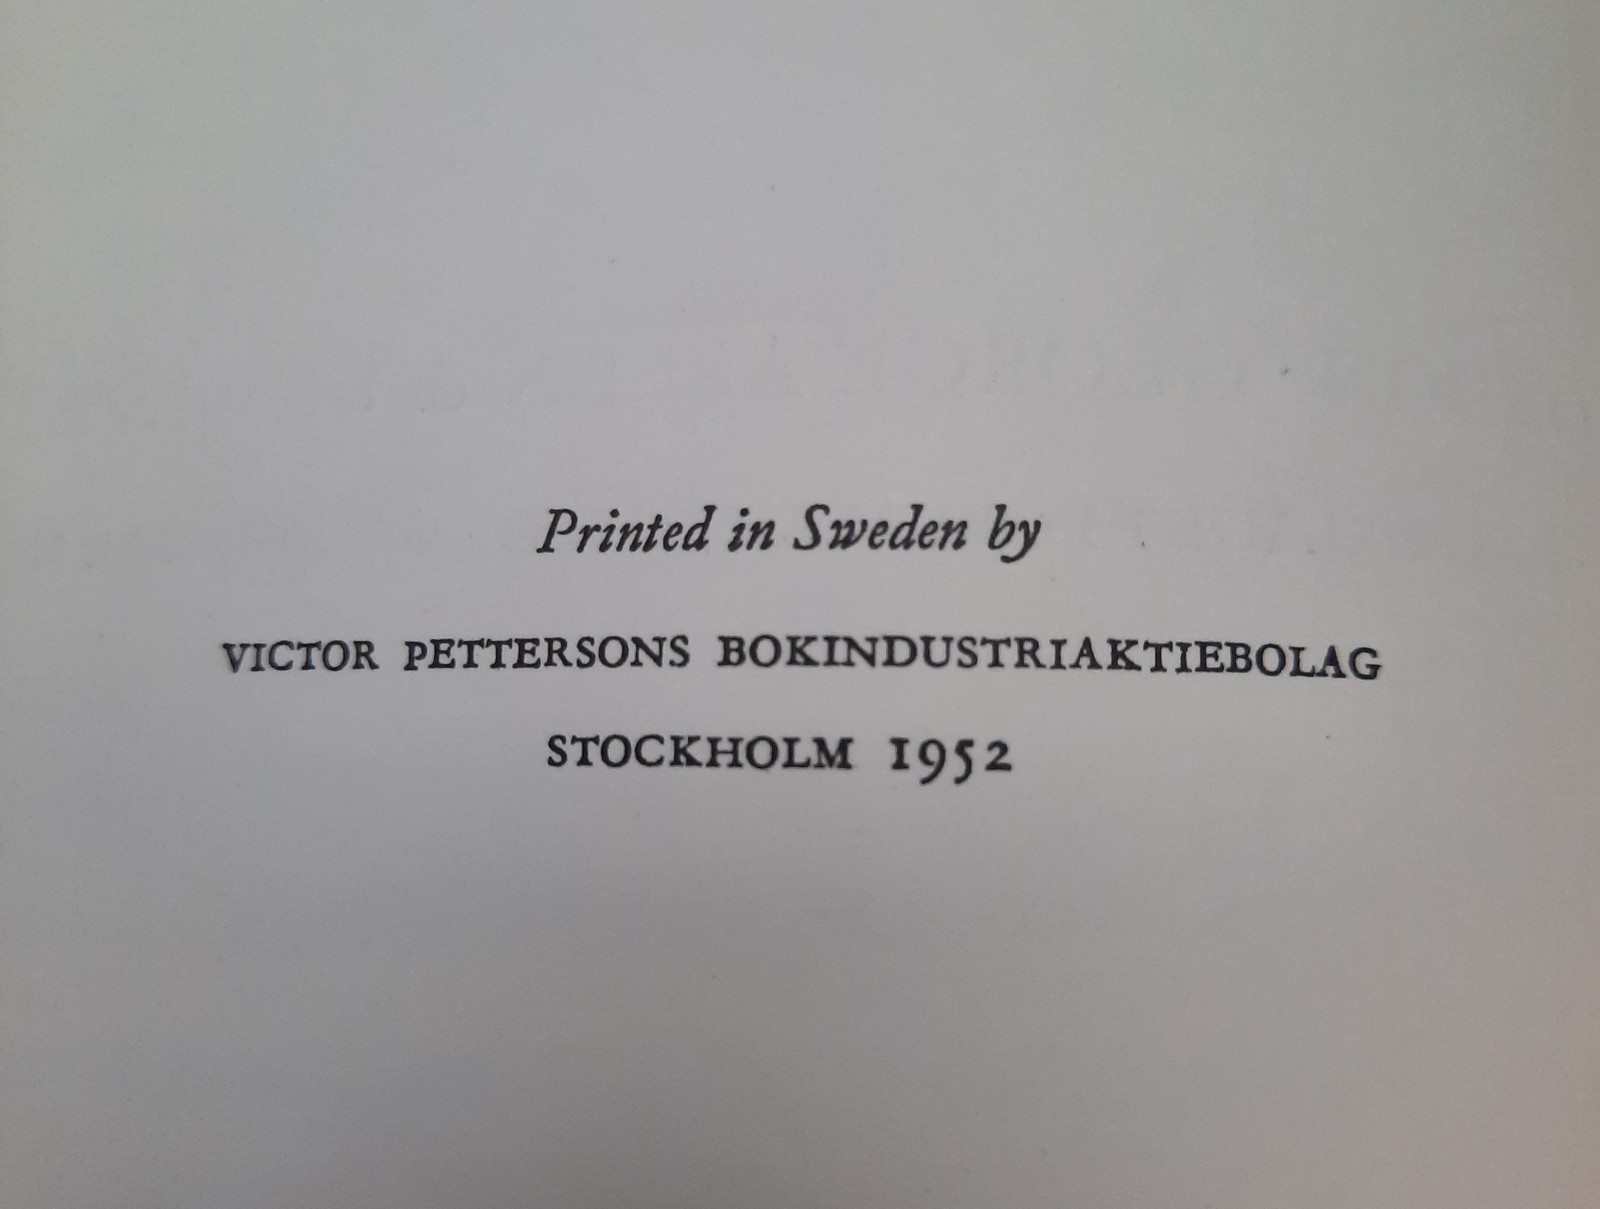 Printed in Sweden by
VICTOR PETTERSONS BOKINDUSTRIAKTIEBOLAG
STOCKHOLM 1952